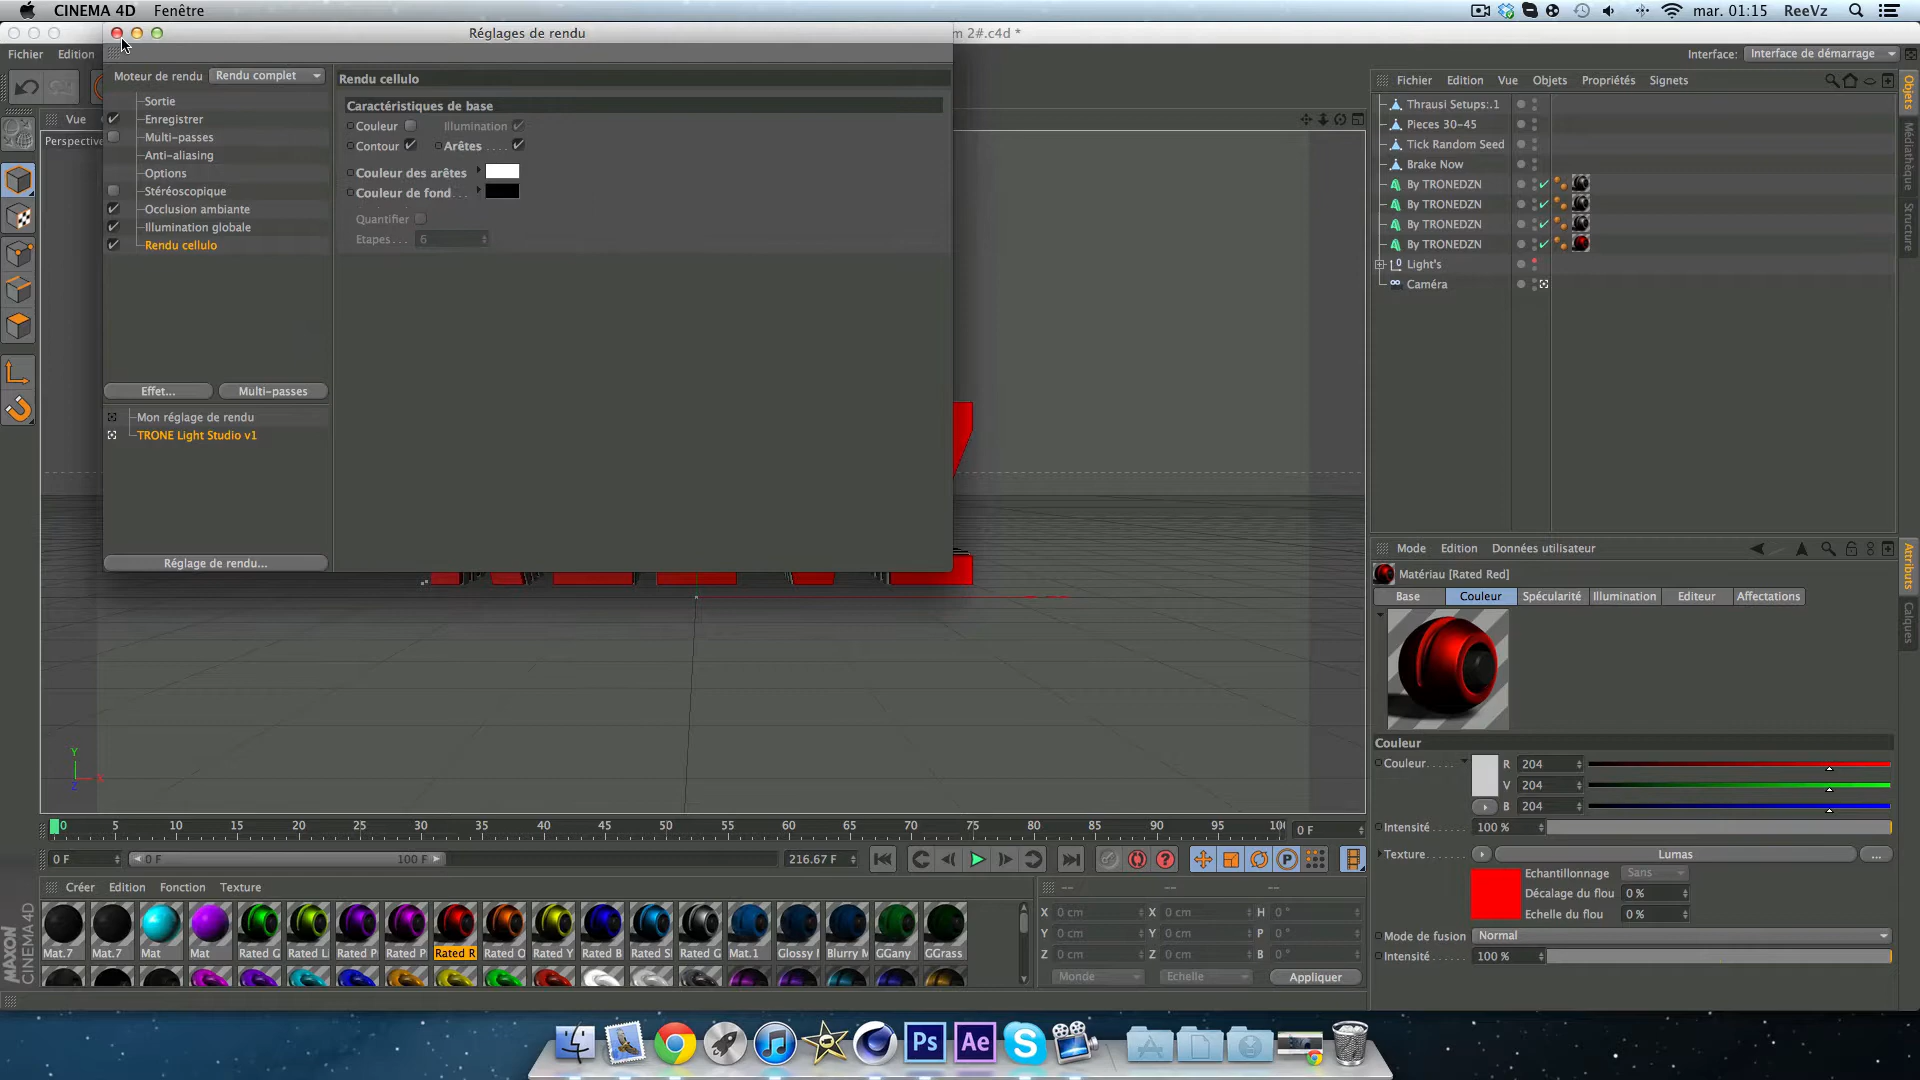 CINEMA 4D Fenêtre mar. 01:15 ReeVz
Réglages de rendu m 2#.c4d *
Fichier Edition Interface: Interface de démarrage
Moteur de rendu Rendu complet Rendu cellulo
Fichier Edition Vue Objets Propriétés Signets
Sortie
Enregistrer
Multi-passes
Anti-aliasing
Options
Stéréoscopique
Occlusion ambiante
Illumination globale
Rendu cellulo
Effet... Multi-passes
Mon réglage de rendu
TRONE Light Studio v1
Réglage de rendu...
Caractéristiques de base
Couleur Illumination
Contour Arêtes
Couleur des arêtes
Couleur de fond
Quantifier
Etapes 6
Vue
Perspective
Thrausi Setups:.1
Pieces 30-45
Tick Random Seed
Brake Now
By TRONEDZN
By TRONEDZN
By TRONEDZN
By TRONEDZN
Light's
Caméra
Objets
Médiathèque
Structure
Mode Edition Données utilisateur
Matériau [Rated Red]
Base Couleur Spécularité Illumination Editeur Affectations
Attributs
Calques
Couleur
Couleur R 204
V 204
B 204
Intensité 100 %
Texture Lumas ...
Echantillonnage Sans
Décalage du flou 0 %
Echelle du flou 0 %
Mode de fusion Normal
Intensité 100 %
Y
X
Z
0 5 10 15 20 25 30 35 40 45 50 55 60 65 70 75 80 85 90 95 10 0 F
0 F 0 F 100 F 216.67 F
Créer Edition Fonction Texture
Mat.7 Mat.7 Mat Mat Rated G Rated Li Rated P Rated P Rated R Rated O Rated Y Rated B Rated S Rated G Mat.1 Glossy Blurry M GGany GGrass
-- -- --
X 0 cm X 0 cm H 0 °
Y 0 cm Y 0 cm P 0 °
Z 0 cm Z 0 cm B 0 °
Monde Echelle Appliquer
MAXON
CINEMA 4D
Ps Ae